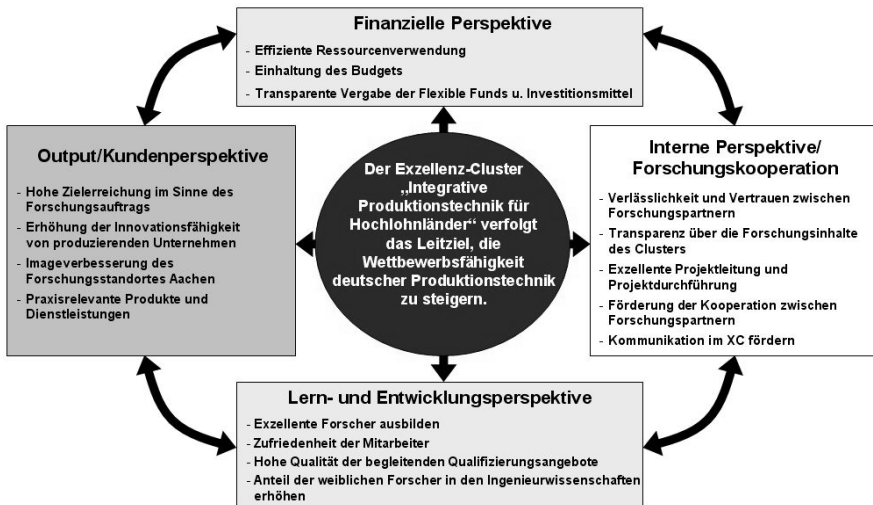 Finanzielle Perspektive
- Effiziente Ressourcenverwendung
- Einhaltung des Budgets
- Transparente Vergabe der Flexible Funds u. Investitionsmittel
Output/Kundenperspektive
- Hohe Zielerreichung im Sinne des
Forschungsauftrags
- Erhöhung der Innovationsfähigkeit
von produzierenden Unternehmen
- Imageverbesserung des
Forschungsstandortes Aachen
- Praxisrelevante Produkte und
Dienstleistungen
Der Exzellenz-Cluster
„Integrative
Produktionstechnik für
Hochlohnländer“ verfolgt
das Leitziel, die
Wettbewerbsfähigkeit
deutscher Produktionstechnik
zu steigern.
Interne Perspektive/
Forschungskooperation
- Verlässlichkeit und Vertrauen zwischen
Forschungspartnern
- Transparenz über die Forschungsinhalte
des Clusters
- Exzellente Projektleitung und
Projektdurchführung
- Förderung der Kooperation zwischen
Forschungspartnern
- Kommunikation im XC fördern
Lern- und Entwicklungsperspektive
- Exzellente Forscher ausbilden
- Zufriedenheit der Mitarbeiter
- Hohe Qualität der begleitenden Qualifizierungsangebote
- Anteil der weiblichen Forscher in den Ingenieurwissenschaften
erhöhen